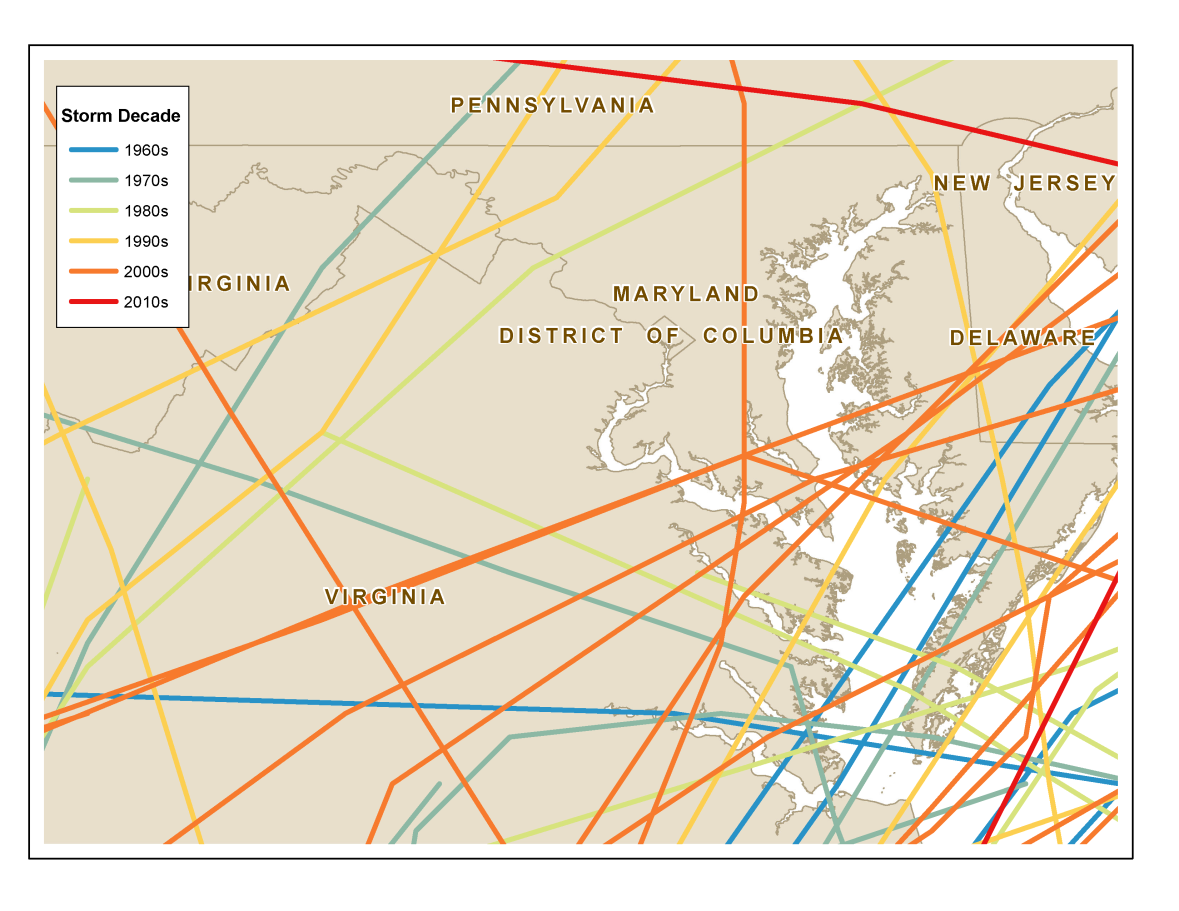 PENNSYLVANIA
Storm Decade
1960s
1970s
1980s
1990s
2000s
2010s
NEW JERSEY
IRGINIA
MARYLAND
DISTRICT OF COLUMBIA
DELAWARE
VIRGINIA